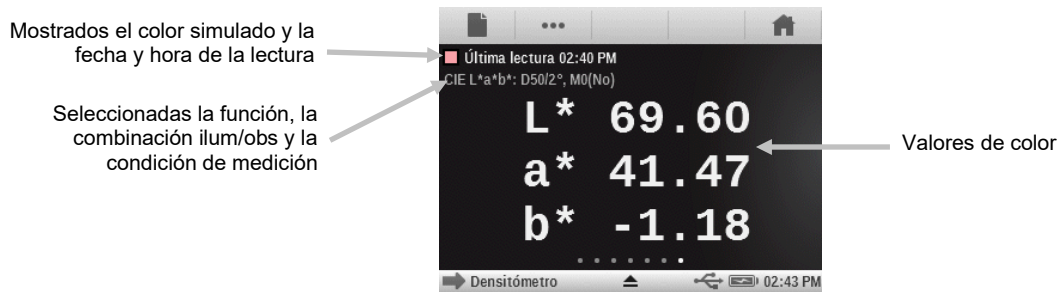 Mostrados el color simulado y la
fecha y hora de la lectura
Seleccionadas la función, la
combinación ilum/obs y la
condición de medición
Última lectura 02:40 PM
CIE L*a*b*: D50/2°, M0(No)
L* 69.60
a* 41.47
b* -1.18
Densitómetro
02:43 PM
Valores de color